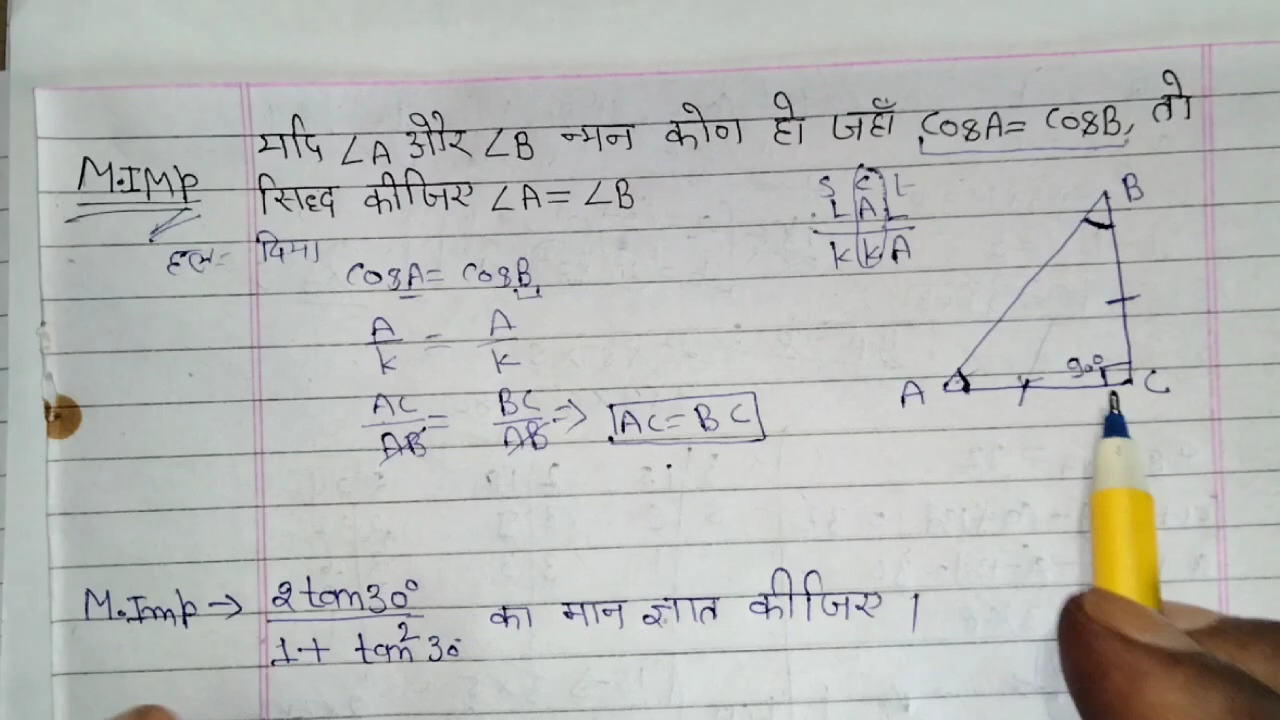 यदि ∠A और ∠B न्यून कोण हो जहाँ CosA = CosB, तो
M.IMP सिध्द कीजिए ∠A = ∠B
S C L
L A L
K K A
हल:- दिया
CosA = CosB
A/K = A/K
AC/AB = BC/AB ⇒ AC = BC
B
A 90° C
M.Imp → 2tan30°/1+tan²30° का मान ज्ञात कीजिए।